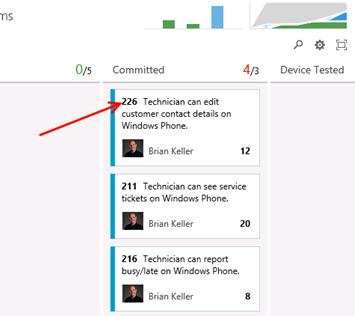 ms
0/5
Committed
4/3
Device Tested
226 Technician can edit
customer contact details on
Windows Phone.
Brian Keller
12
211 Technician can see service
tickets on Windows Phone.
Brian Keller
20
216 Technician can report
busy/late on Windows Phone.
Brian Keller
8